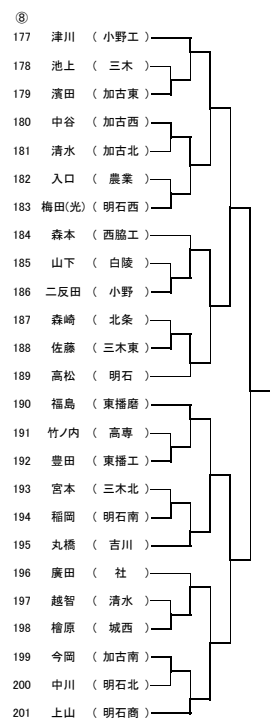 ⑧
177 津川 （ 小野工 ）
178 池上 （ 三木 ）
179 濱田 （ 加古東 ）
180 中谷 （ 加古西 ）
181 清水 （ 加古北 ）
182 入口 （ 農業 ）
183 梅田(光) （ 明石西 ）
184 森本 （ 西脇工 ）
185 山下 （ 白陵 ）
186 二反田 （ 小野 ）
187 森崎 （ 北条 ）
188 佐藤 （ 三木東 ）
189 高松 （ 明石 ）
190 福島 （ 東播磨 ）
191 竹ノ内 （ 高専 ）
192 豊田 （ 東播工 ）
193 宮本 （ 三木北 ）
194 稲岡 （ 明石南 ）
195 丸橋 （ 吉川 ）
196 廣田 （ 社 ）
197 越智 （ 清水 ）
198 檜原 （ 城西 ）
199 今岡 （ 加古南 ）
200 中川 （ 明石北 ）
201 上山 （ 明石商 ）